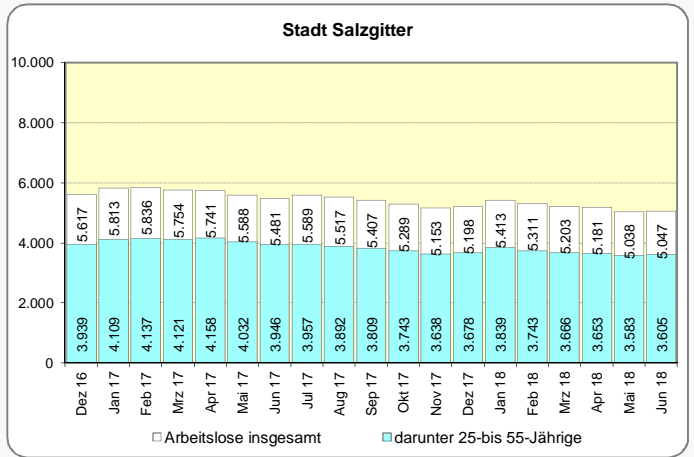 Stadt Salzgitter
10.000
8.000
6.000
4.000
2.000
0
5.617
5.813
5.836
5.754
5.741
5.588
5.481
5.589
5.517
5.407
5.289
5.153
5.198
5.413
5.311
5.203
5.181
5.038
5.047
3.939
4.109
4.137
4.121
4.158
4.032
3.946
3.957
3.892
3.809
3.743
3.638
3.678
3.839
3.743
3.666
3.653
3.583
3.605
Dez 16
Jan 17
Feb 17
Mrz 17
Apr 17
Mai 17
Jun 17
Jul 17
Aug 17
Sep 17
Okt 17
Nov 17
Dez 17
Jan 18
Feb 18
Mrz 18
Apr 18
Mai 18
Jun 18
Arbeitslose insgesamt
darunter 25-bis 55-Jährige